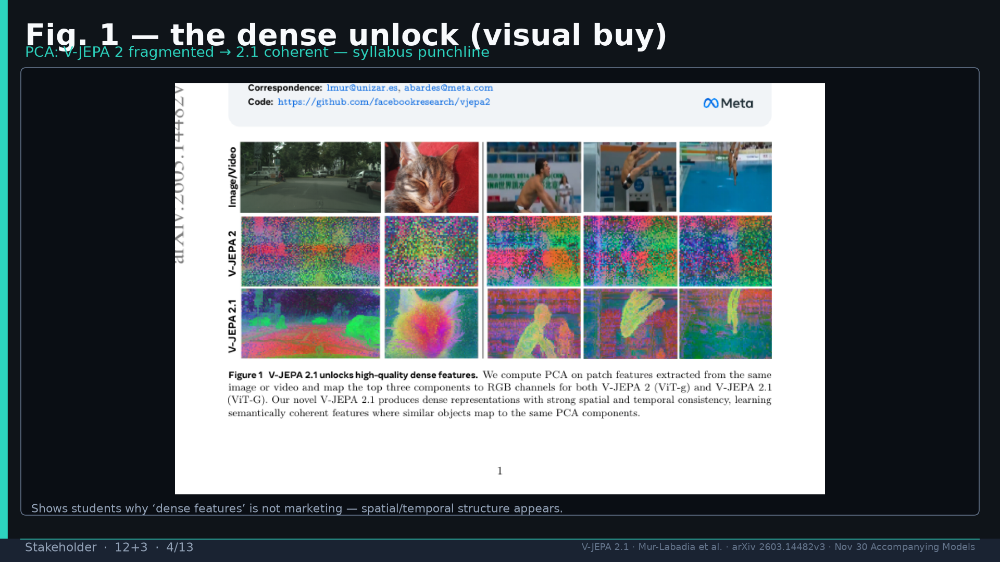 Fig. 1 — the dense unlock (visual buy)
PCA: V-JEPA 2 fragmented → 2.1 coherent — syllabus punchline
Correspondence: lmur@unizar.es, abardes@meta.com
Code: https://github.com/facebookresearch/vjepa2
Meta
Image/Video
V-JEPA 2
V-JEPA 2.1
Figure 1 V-JEPA 2.1 unlocks high-quality dense features. We compute PCA on patch features extracted from the same
image or video and map the top three components to RGB channels for both V-JEPA 2 (ViT-g) and V-JEPA 2.1
(ViT-G). Our novel V-JEPA 2.1 produces dense representations with strong spatial and temporal consistency, learning
semantically coherent features where similar objects map to the same PCA components.
1
Shows students why ‘dense features’ is not marketing — spatial/temporal structure appears.
Stakeholder · 12+3 · 4/13
V-JEPA 2.1 · Mur-Labadia et al. · arXiv 2603.14482v3 · Nov 30 Accompanying Models